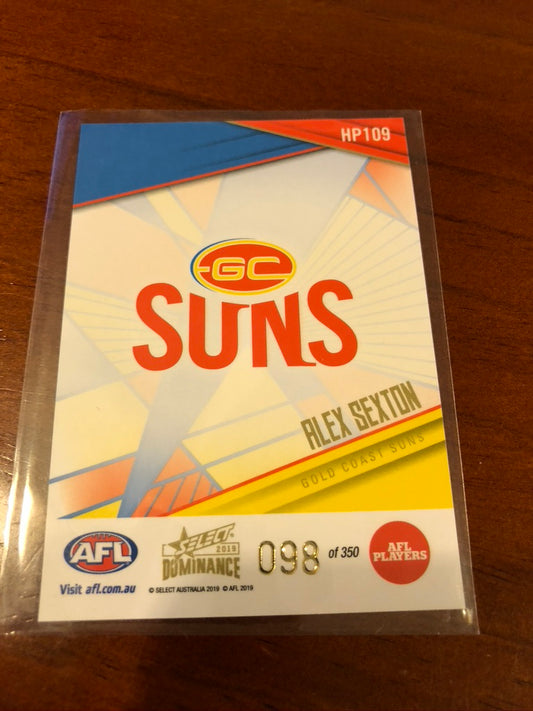 HP109
GC
SUNS
ALEX SEXTON
GOLD COAST SUNS
AFL
Visit afl.com.au
SELECT
2019
DOMINANCE
© SELECT AUSTRALIA 2019 © AFL 2019
098 of 350
AFL
PLAYERS